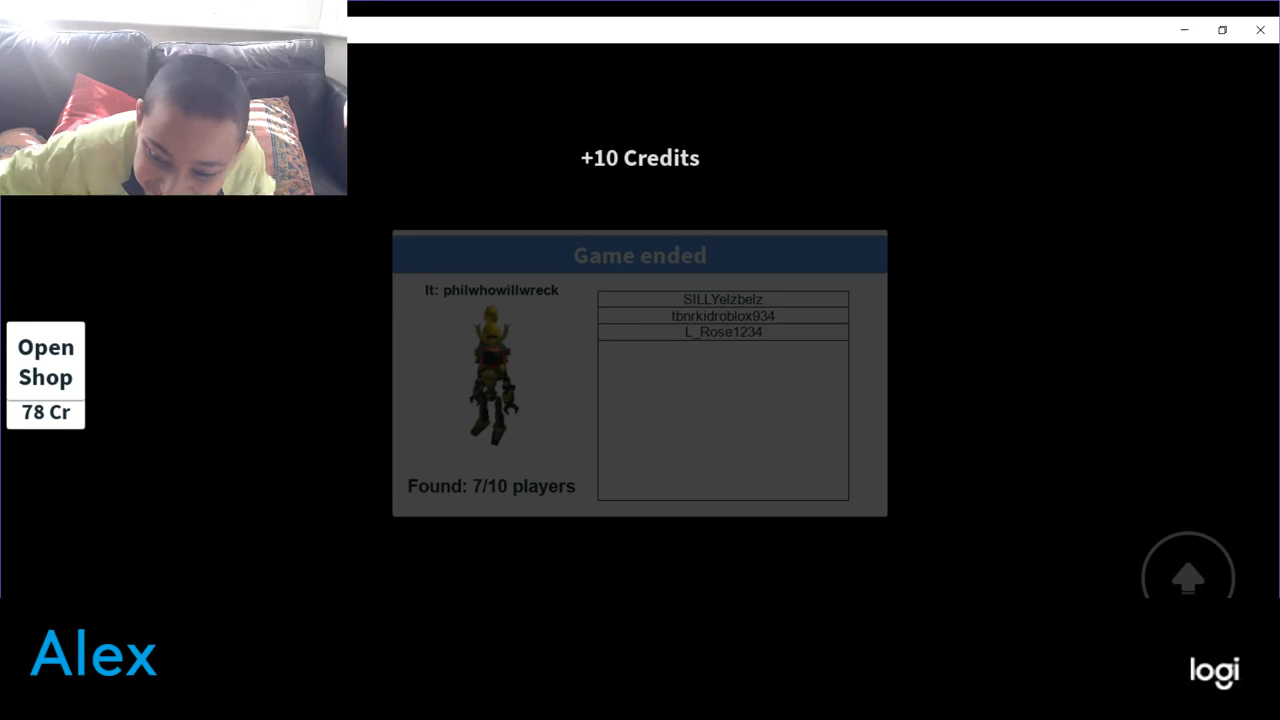 +10 Credits
Game ended
It: philwhowillwreck
SILLYelzbelz
tbnrkidroblox934
L_Rose1234
Open
Shop
78 Cr
Found: 7/10 players
Alex
logi